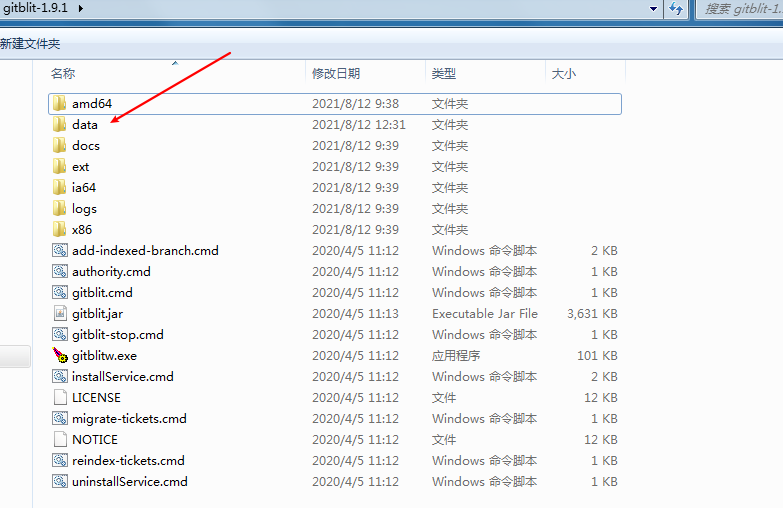 gitblit-1.9.1
搜索 gitblit-1.
新建文件夹
名称 修改日期 类型 大小
amd64 2021/8/12 9:38 文件夹
data 2021/8/12 12:31 文件夹
docs 2021/8/12 9:39 文件夹
ext 2021/8/12 9:39 文件夹
ia64 2021/8/12 9:39 文件夹
logs 2021/8/12 9:39 文件夹
x86 2021/8/12 9:39 文件夹
add-indexed-branch.cmd 2020/4/5 11:12 Windows 命令脚本 2 KB
authority.cmd 2020/4/5 11:12 Windows 命令脚本 1 KB
gitblit.cmd 2020/4/5 11:12 Windows 命令脚本 1 KB
gitblit.jar 2020/4/5 11:13 Executable Jar File 3,631 KB
gitblit-stop.cmd 2020/4/5 11:12 Windows 命令脚本 1 KB
gitblitw.exe 2020/4/5 11:12 应用程序 101 KB
installService.cmd 2020/4/5 11:12 Windows 命令脚本 2 KB
LICENSE 2020/4/5 11:12 文件 12 KB
migrate-tickets.cmd 2020/4/5 11:12 Windows 命令脚本 1 KB
NOTICE 2020/4/5 11:12 文件 12 KB
reindex-tickets.cmd 2020/4/5 11:12 Windows 命令脚本 1 KB
uninstallService.cmd 2020/4/5 11:12 Windows 命令脚本 1 KB